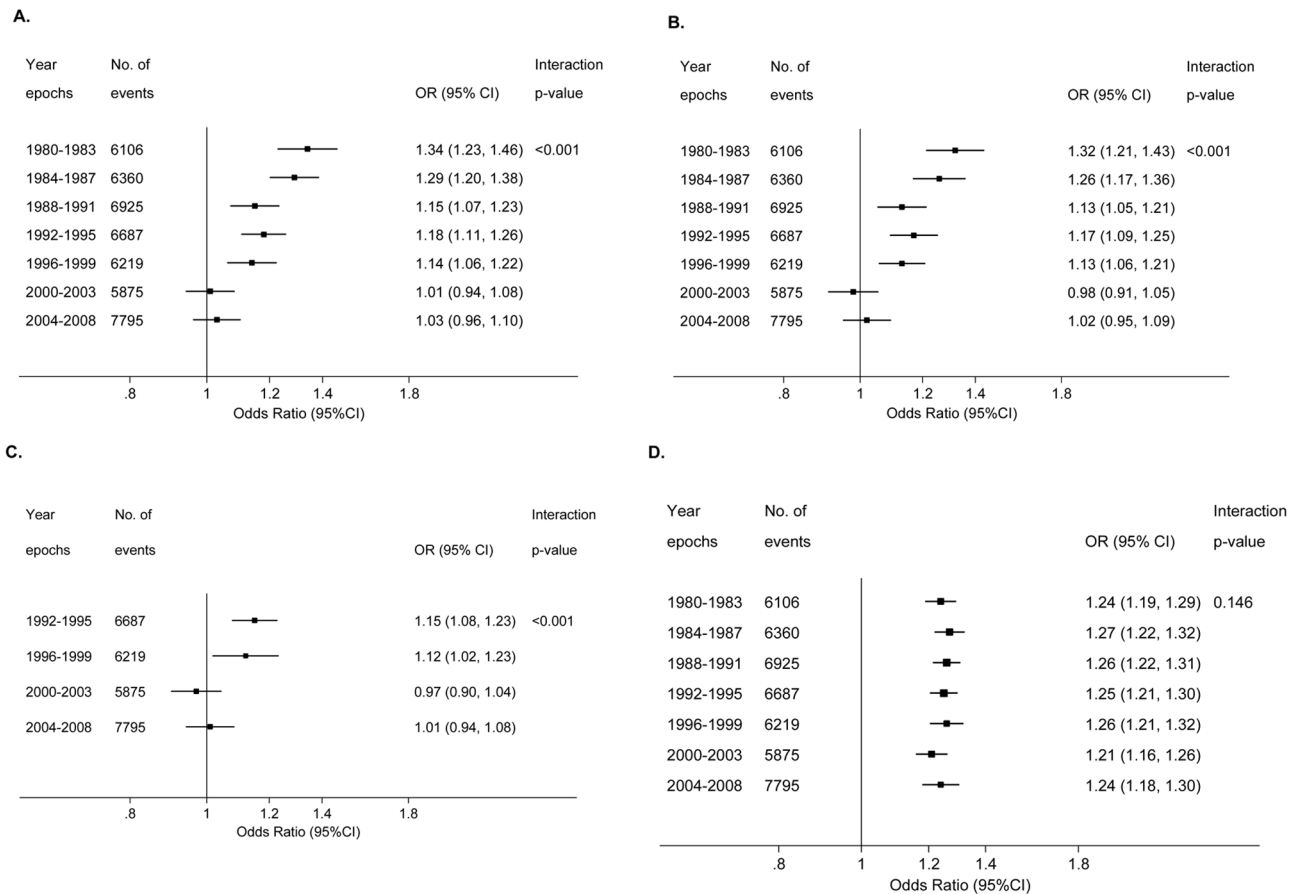 A.
Year No. of Interaction
epochs events OR (95% CI) p-value
1980-1983 6106 1.34 (1.23, 1.46) <0.001
1984-1987 6360 1.29 (1.20, 1.38)
1988-1991 6925 1.15 (1.07, 1.23)
1992-1995 6687 1.18 (1.11, 1.26)
1996-1999 6219 1.14 (1.06, 1.22)
2000-2003 5875 1.01 (0.94, 1.08)
2004-2008 7795 1.03 (0.96, 1.10)
.8 1 1.2 1.4 1.8
Odds Ratio (95%CI)
B.
Year No. of Interaction
epochs events OR (95% CI) p-value
1980-1983 6106 1.32 (1.21, 1.43) <0.001
1984-1987 6360 1.26 (1.17, 1.36)
1988-1991 6925 1.13 (1.05, 1.21)
1992-1995 6687 1.17 (1.09, 1.25)
1996-1999 6219 1.13 (1.06, 1.21)
2000-2003 5875 0.98 (0.91, 1.05)
2004-2008 7795 1.02 (0.95, 1.09)
.8 1 1.2 1.4 1.8
Odds Ratio (95%CI)
C.
Year No. of Interaction
epochs events OR (95% CI) p-value
1992-1995 6687 1.15 (1.08, 1.23) <0.001
1996-1999 6219 1.12 (1.02, 1.23)
2000-2003 5875 0.97 (0.90, 1.04)
2004-2008 7795 1.01 (0.94, 1.08)
.8 1 1.2 1.4 1.8
Odds Ratio (95%CI)
D.
Year No. of Interaction
epochs events OR (95% CI) p-value
1980-1983 6106 1.24 (1.19, 1.29) 0.146
1984-1987 6360 1.27 (1.22, 1.32)
1988-1991 6925 1.26 (1.22, 1.31)
1992-1995 6687 1.25 (1.21, 1.30)
1996-1999 6219 1.26 (1.21, 1.32)
2000-2003 5875 1.21 (1.16, 1.26)
2004-2008 7795 1.24 (1.18, 1.30)
.8 1 1.2 1.4 1.8
Odds Ratio (95%CI)